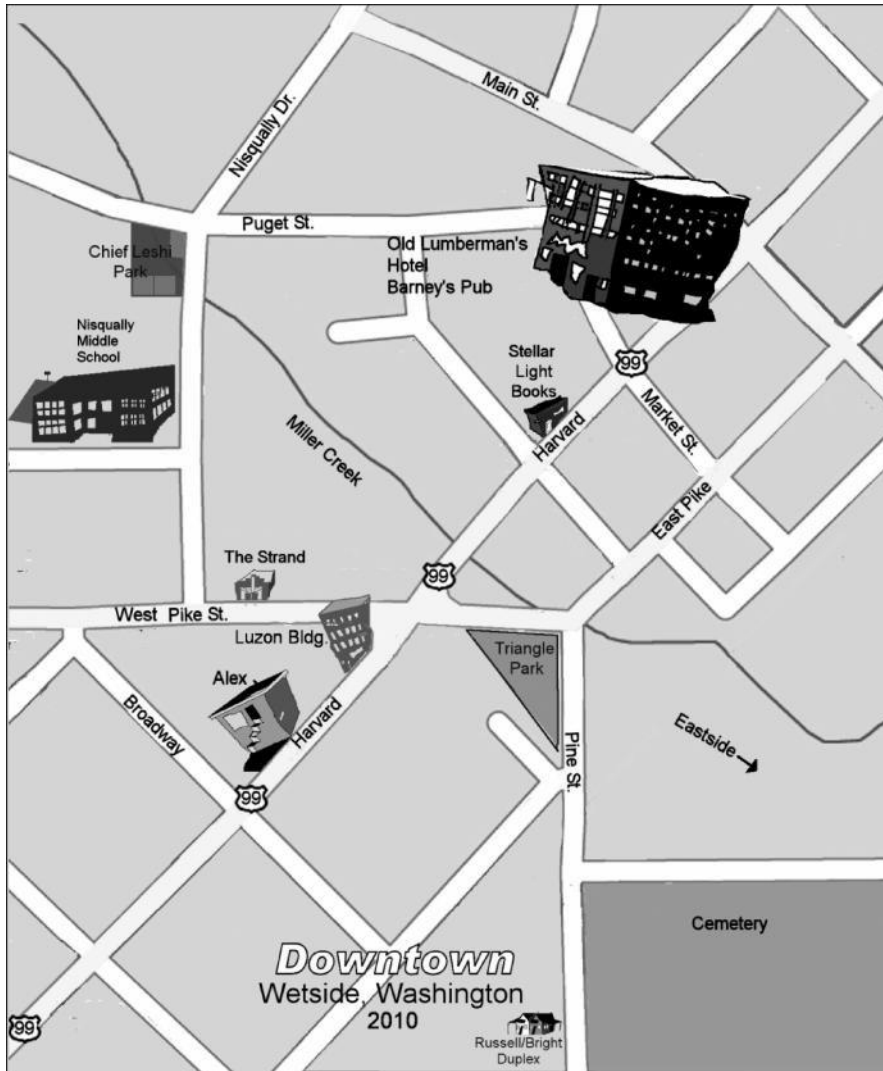 Main St.
Nisqually Dr.
Puget St.
Chief Leshi
Park
Old Lumberman's
Hotel
Barney's Pub
Nisqually
Middle
School
Stellar
Light
Books
99
Market St.
Harvard
Miller Creek
East Pike
The Strand
99
West Pike St.
Luzon Bldg.
Triangle
Park
Alex
Harvard
Broadway
Eastside
Pine St.
99
Cemetery
Downtown
Wetside, Washington
2010
99
Russell/Bright
Duplex